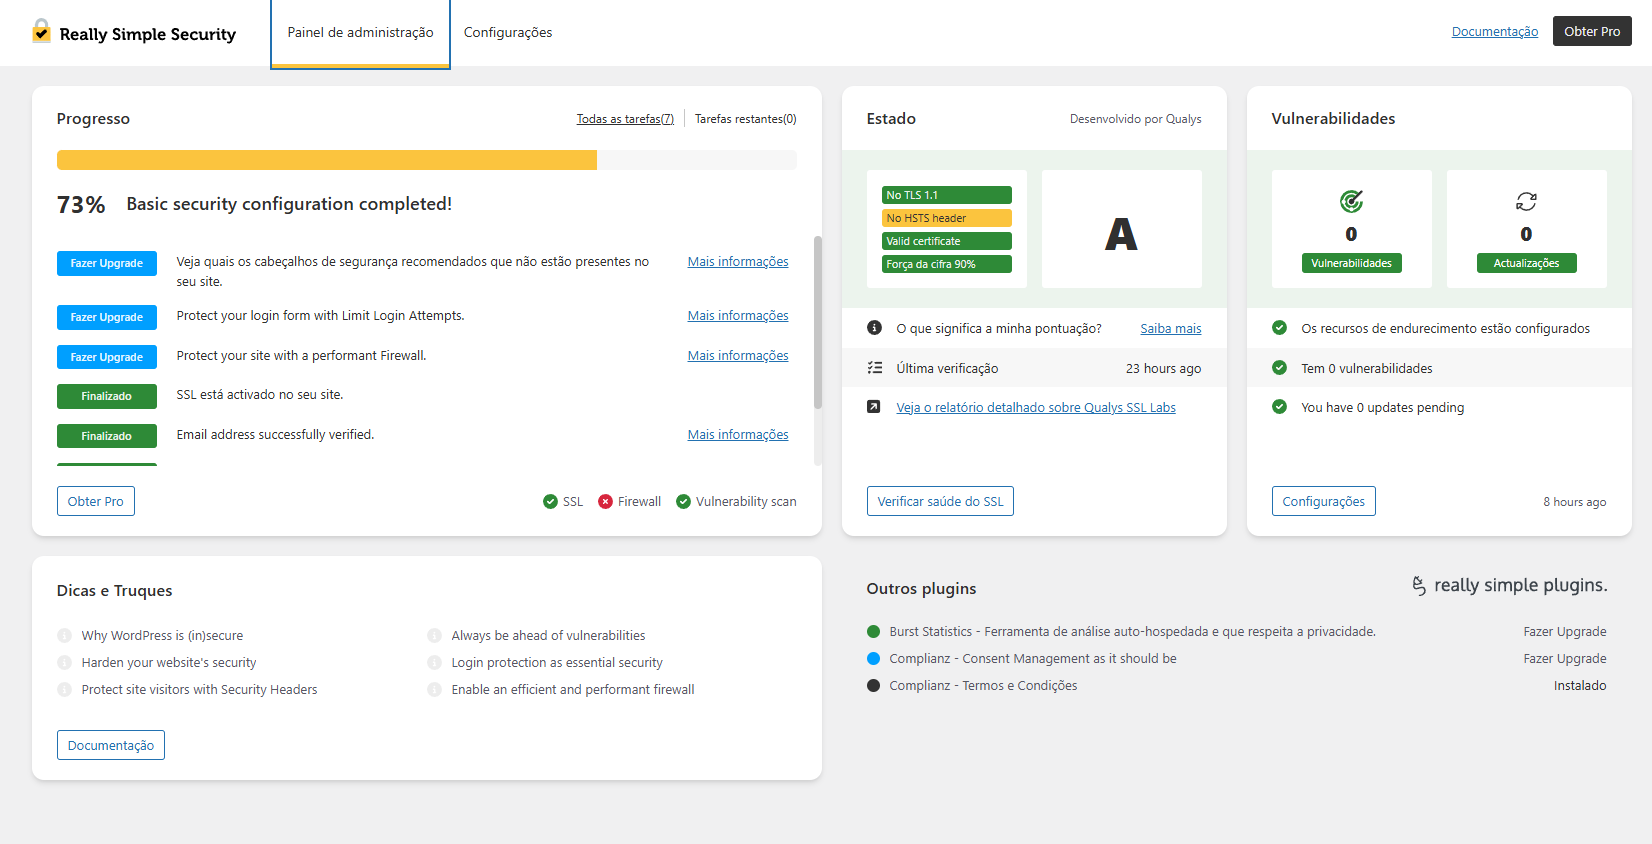 Really Simple Security
Painel de administração
Configurações
Documentação
Obter Pro
Progresso
Todas as tarefas(7)
Tarefas restantes(0)
73%
Basic security configuration completed!
Fazer Upgrade
Veja quais os cabeçalhos de segurança recomendados que não estão presentes no
seu site.
Mais informações
Fazer Upgrade
Protect your login form with Limit Login Attempts.
Mais informações
Fazer Upgrade
Protect your site with a performant Firewall.
Mais informações
Finalizado
SSL está activado no seu site.
Finalizado
Email address successfully verified.
Mais informações
Obter Pro
SSL
Firewall
Vulnerability scan
Estado
Desenvolvido por Qualys
No TLS 1.1
No HSTS header
Valid certificate
Força da cifra 90%
A
O que significa a minha pontuação?
Saiba mais
Última verificação
23 hours ago
Veja o relatório detalhado sobre Qualys SSL Labs
Verificar saúde do SSL
Vulnerabilidades
0
Vulnerabilidades
0
Actualizações
Os recursos de endurecimento estão configurados
Tem 0 vulnerabilidades
You have 0 updates pending
Configurações
8 hours ago
Dicas e Truques
Why WordPress is (in)secure
Always be ahead of vulnerabilities
Harden your website's security
Login protection as essential security
Protect site visitors with Security Headers
Enable an efficient and performant firewall
Documentação
Outros plugins
really simple plugins.
Burst Statistics - Ferramenta de análise auto-hospedada e que respeita a privacidade.
Fazer Upgrade
Complianz - Consent Management as it should be
Fazer Upgrade
Complianz - Termos e Condições
Instalado